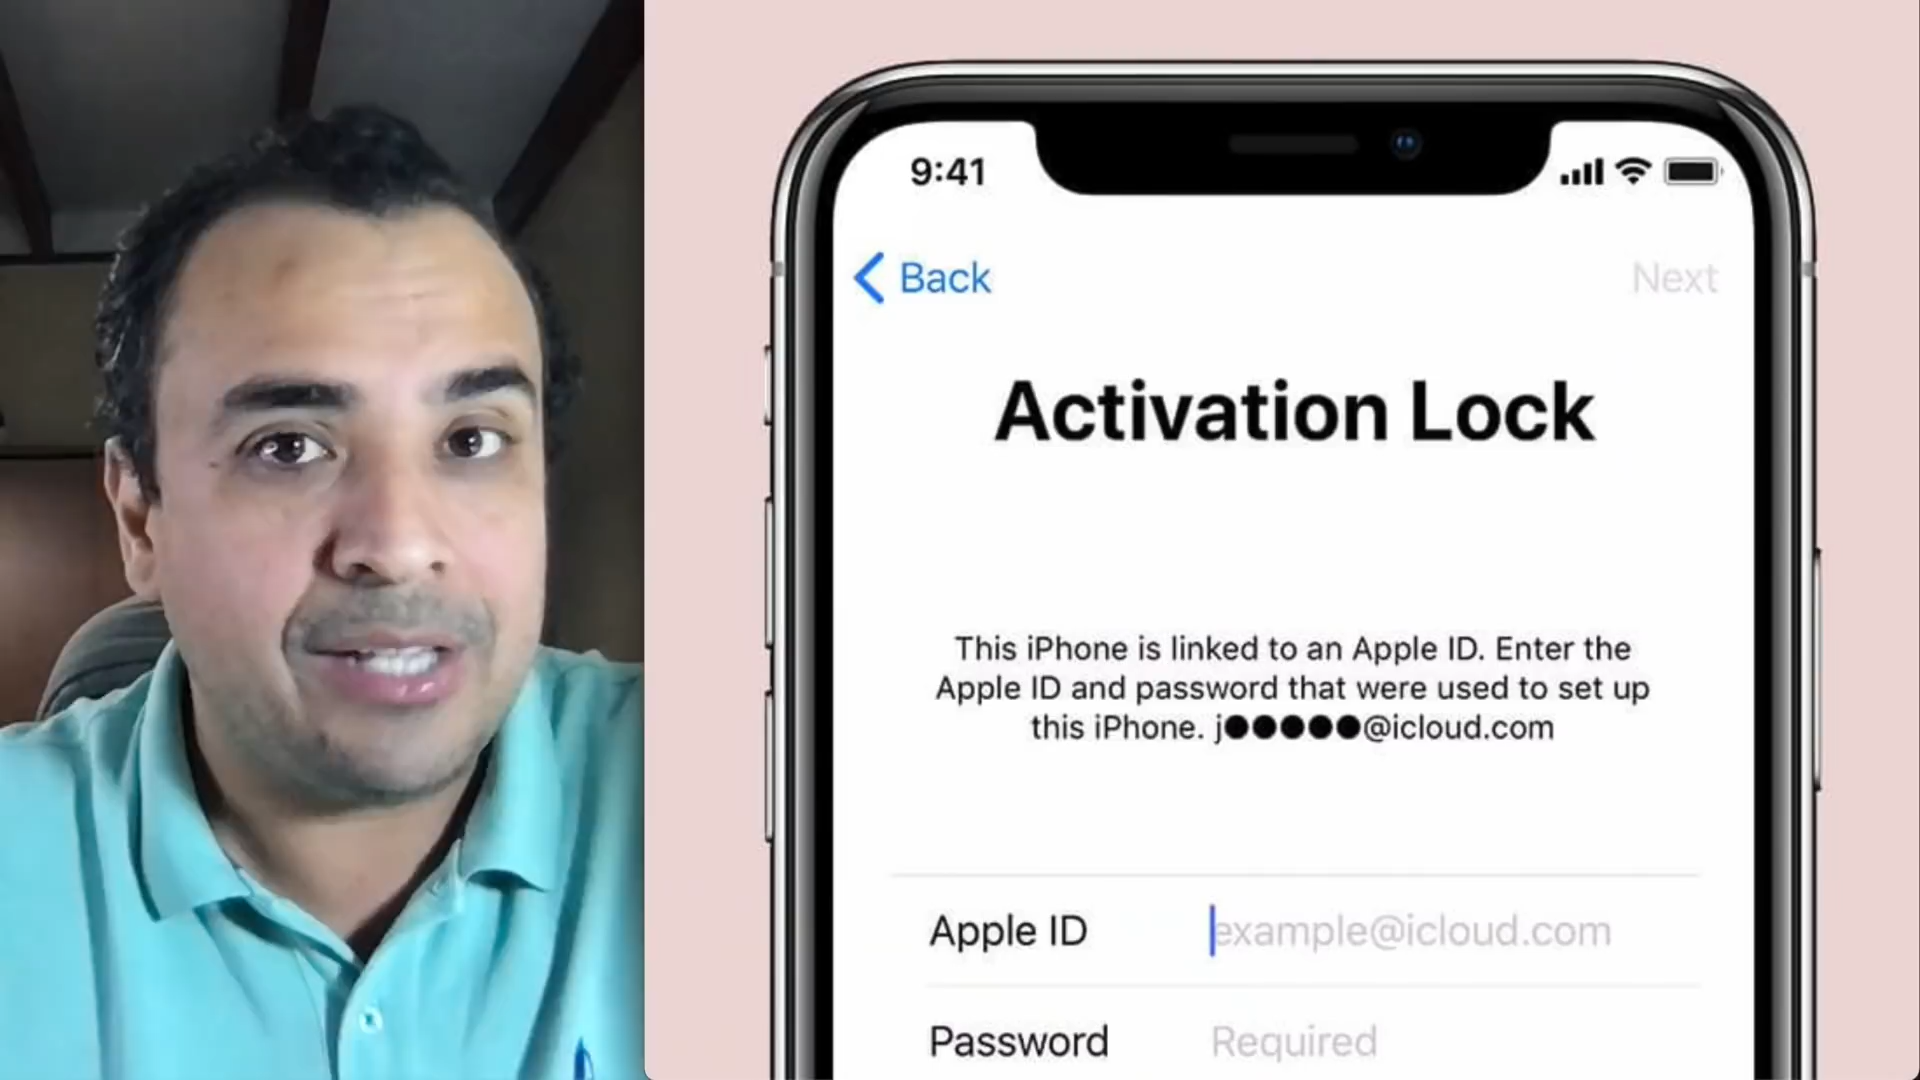 9:41
Back
Next
Activation Lock
This iPhone is linked to an Apple ID. Enter the
Apple ID and password that were used to set up
this iPhone. j●●●●●@icloud.com
Apple ID example@icloud.com
Password Required